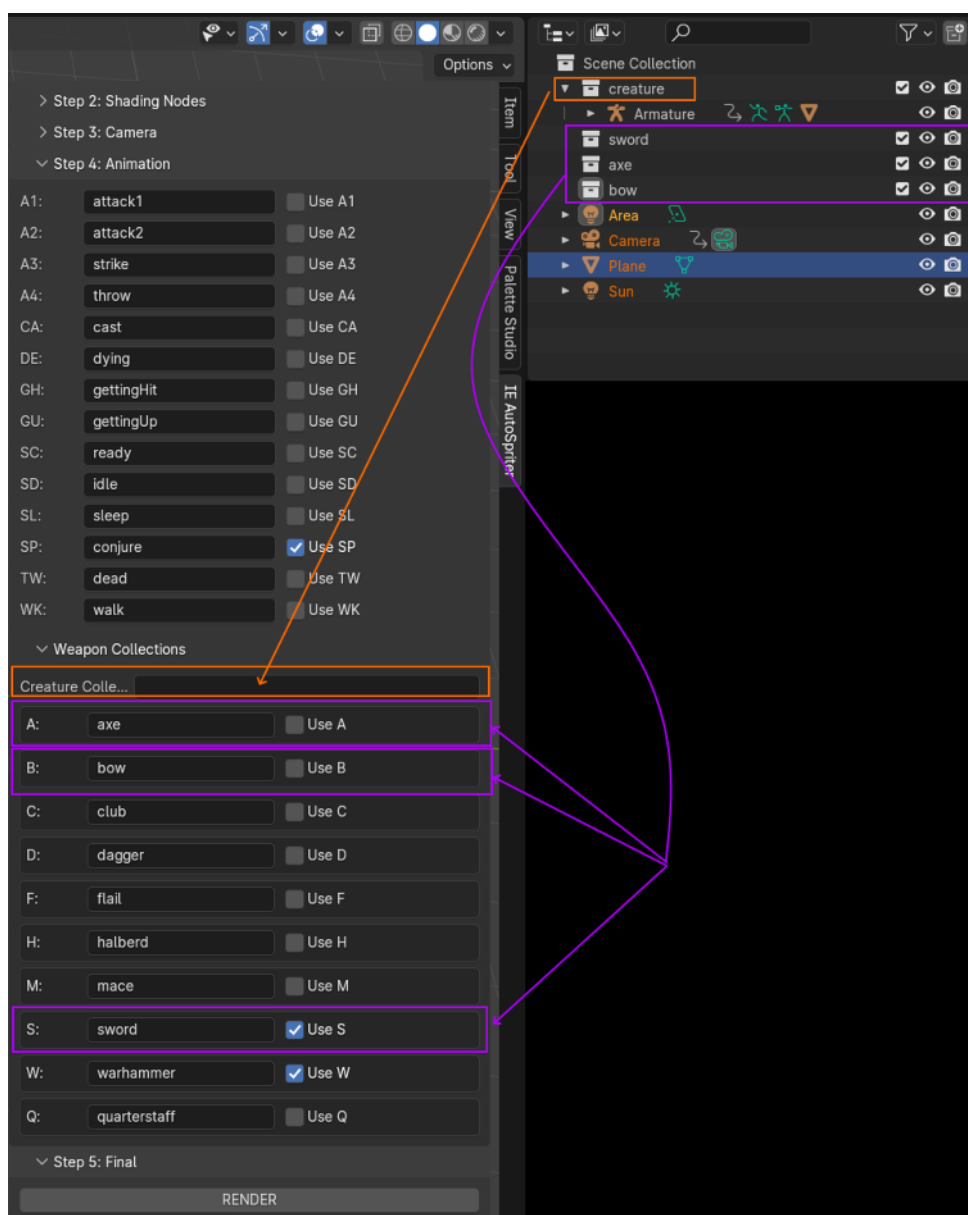 Options
Step 2: Shading Nodes
Step 3: Camera
Step 4: Animation
A1: attack1 Use A1
A2: attack2 Use A2
A3: strike Use A3
A4: throw Use A4
CA: cast Use CA
DE: dying Use DE
GH: gettingHit Use GH
GU: gettingUp Use GU
SC: ready Use SC
SD: idle Use SD
SL: sleep Use SL
SP: conjure Use SP
TW: dead Use TW
WK: walk Use WK
Weapon Collections
Creature Colle...
A: axe Use A
B: bow Use B
C: club Use C
D: dagger Use D
F: flail Use F
H: halberd Use H
M: mace Use M
S: sword Use S
W: warhammer Use W
Q: quarterstaff Use Q
Step 5: Final
RENDER
Item
Tool
View
Palette Studio
IE AutoSpriter
Scene Collection
creature
Armature
sword
axe
bow
Area
Camera
Plane
Sun